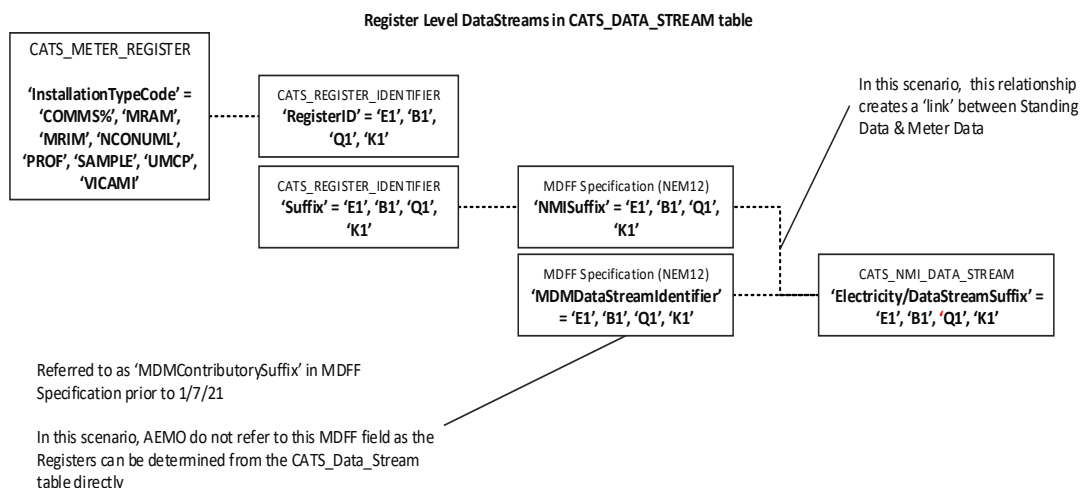 Register Level DataStreams in CATS_DATA_STREAM table
CATS_METER_REGISTER
‘InstallationTypeCode’ =
‘COMMS%’, ‘MRAM’,
‘MRIM’, ‘NCONUML’,
‘PROF’, ‘SAMPLE’, ‘UMCP’,
‘VICAMI’
CATS_REGISTER_IDENTIFIER
‘RegisterID’ = ‘E1’, ‘B1’,
‘Q1’, ‘K1’
CATS_REGISTER_IDENTIFIER
‘Suffix’ = ‘E1’, ‘B1’, ‘Q1’,
‘K1’
MDFF Specification (NEM12)
‘NMISuffix’ = ‘E1’, ‘B1’, ‘Q1’,
‘K1’
MDFF Specification (NEM12)
‘MDMDataStreamIdentifier’
= ‘E1’, ‘B1’, ‘Q1’, ‘K1’
In this scenario, this relationship
creates a ‘link’ between Standing
Data & Meter Data
CATS_NMI_DATA_STREAM
‘Electricity/DataStreamSuffix’ =
‘E1’, ‘B1’, ‘Q1’, ‘K1’
Referred to as ‘MDMContributorySuffix’ in MDFF
Specification prior to 1/7/21
In this scenario, AEMO do not refer to this MDFF field as the
Registers can be determined from the CATS_Data_Stream
table directly